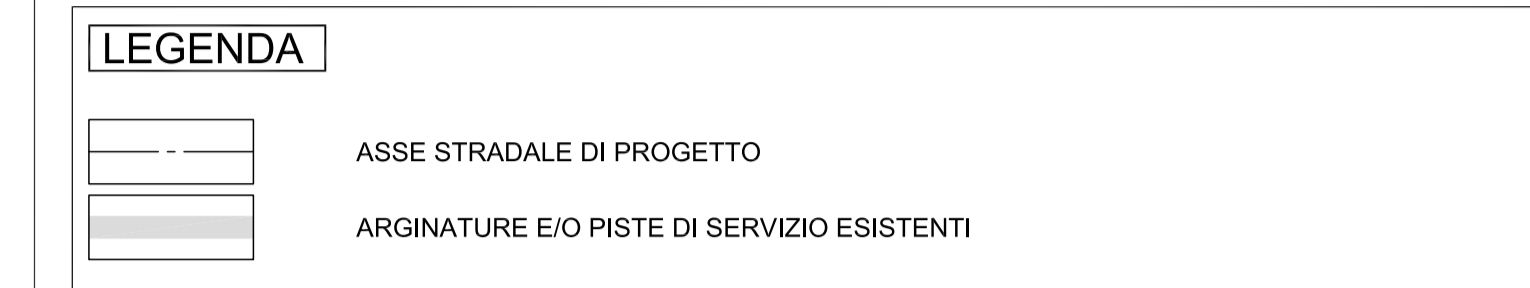 LEGENDA
ASSE STRADALE DI PROGETTO
ARGINATURE E/O PISTE DI SERVIZIO ESISTENTI